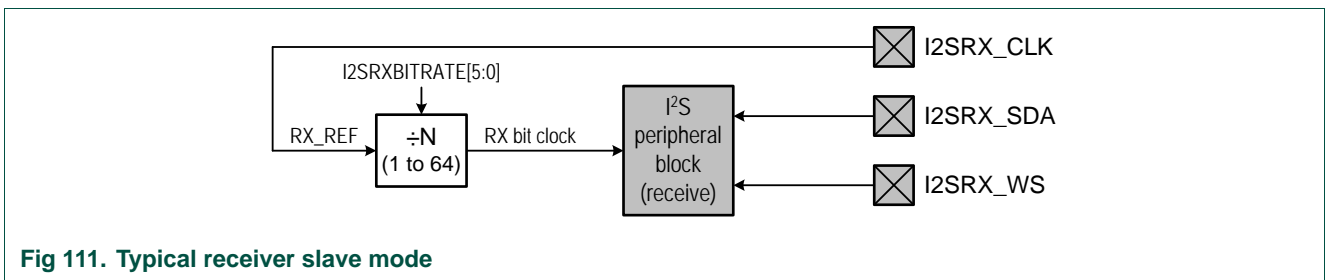 I2SRX_CLK
I2SRXBITRATE[5:0]
RX_REF
÷N
(1 to 64)
RX bit clock
I²S
peripheral
block
(receive)
I2SRX_SDA
I2SRX_WS
Fig 111. Typical receiver slave mode